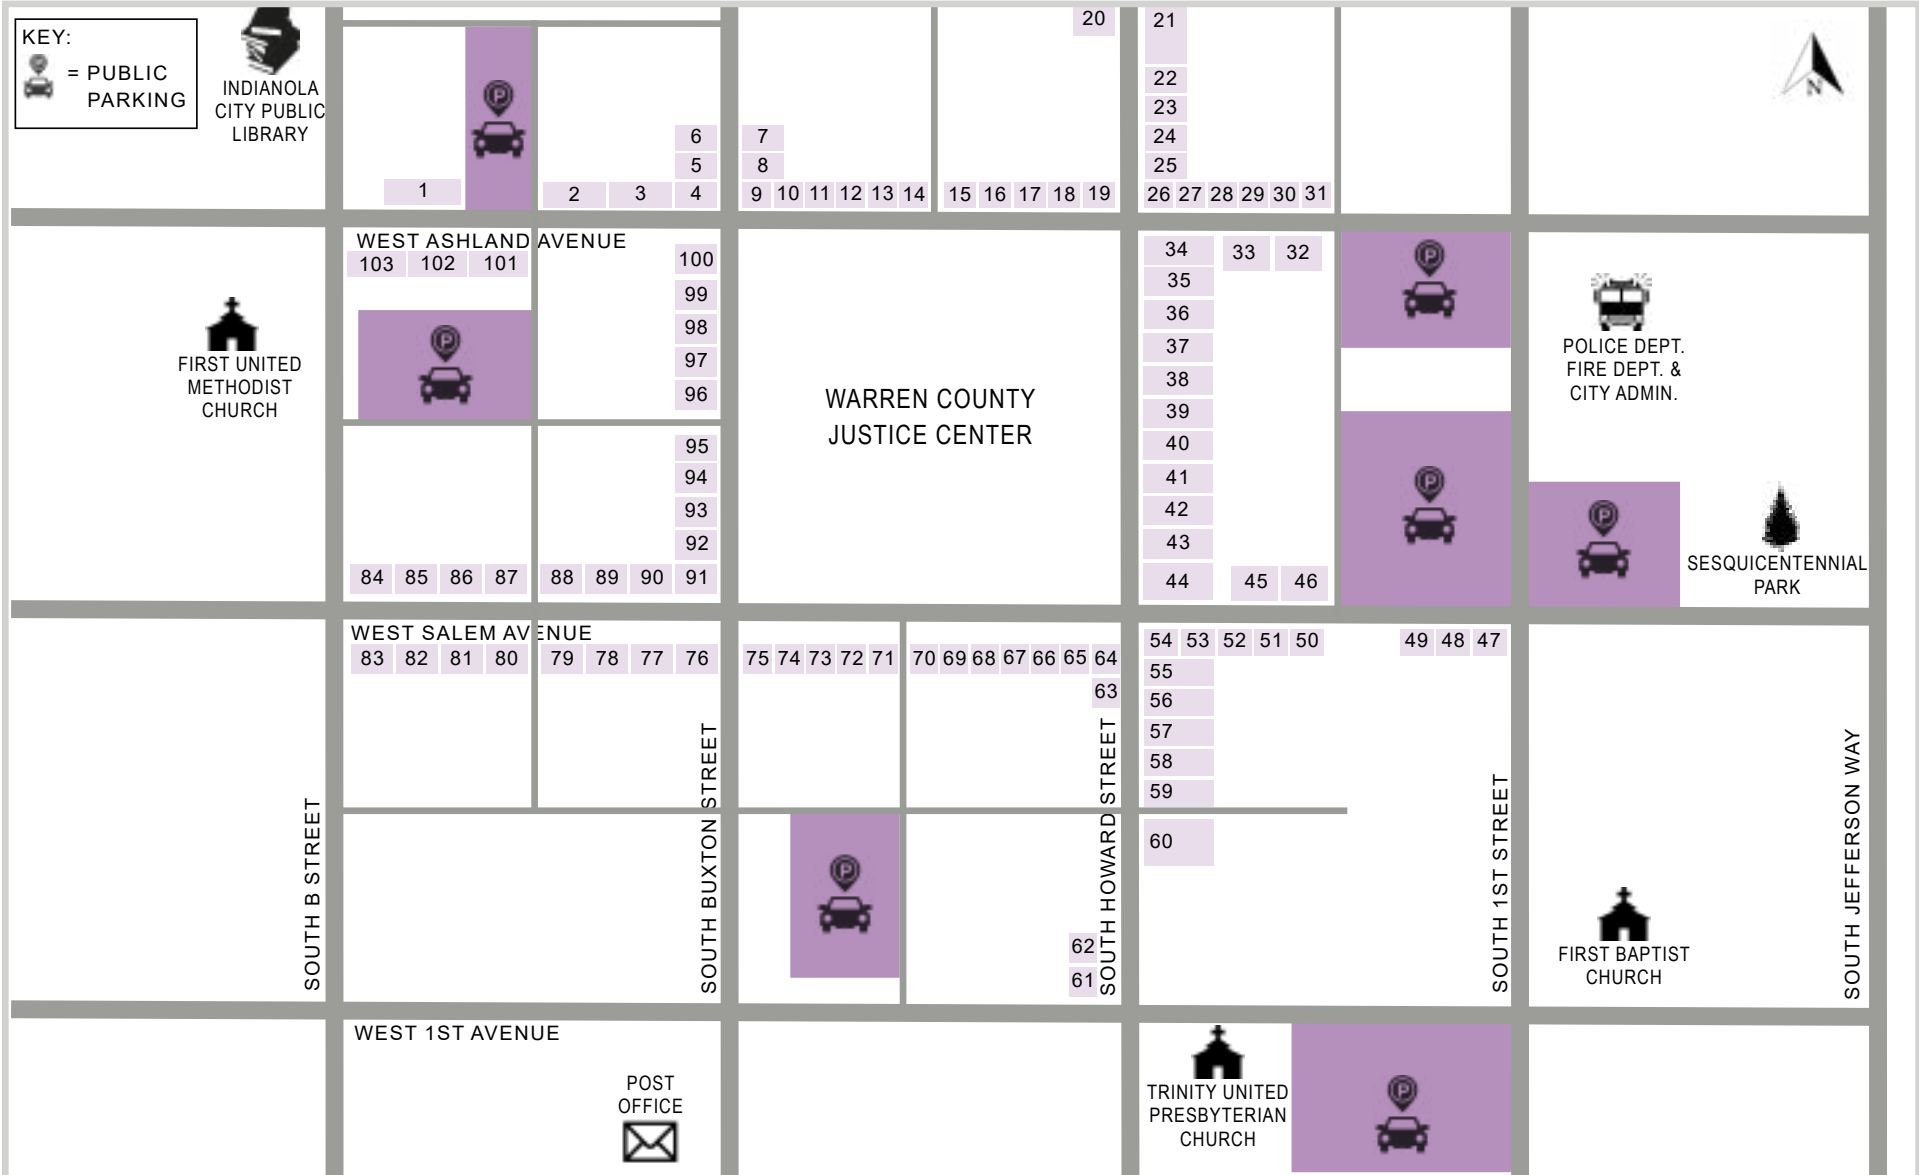 KEY:
P
= PUBLIC
PARKING
INDIANOLA
CITY PUBLIC
LIBRARY
P
20
21
22
23
24
25
N
6
5
7
8
1
2 3 4
9 10 11 12 13 14
15 16 17 18 19
26 27 28 29 30 31
WEST ASHLAND AVENUE
103 102 101
100
99
98
97
96
95
94
93
92
91
34 33 32
35
36
37
38
39
40
41
42
43
44 45 46
P
P
P
P
FIRST UNITED
METHODIST
CHURCH
WARREN COUNTY
JUSTICE CENTER
POLICE DEPT.
FIRE DEPT. &
CITY ADMIN.
SESQUICENTENNIAL
PARK
84 85 86 87
88 89 90
WEST SALEM AVENUE
83 82 81 80
79 78 77 76
75 74 73 72 71
70 69 68 67 66 65 64
63
54 53 52 51 50
49 48 47
55
56
57
58
59
60
P
62
61
SOUTH B STREET
SOUTH BUXTON STREET
SOUTH HOWARD STREET
SOUTH 1ST STREET
SOUTH JEFFERSON WAY
FIRST BAPTIST
CHURCH
WEST 1ST AVENUE
POST
OFFICE
TRINITY UNITED
PRESBYTERIAN
CHURCH
P